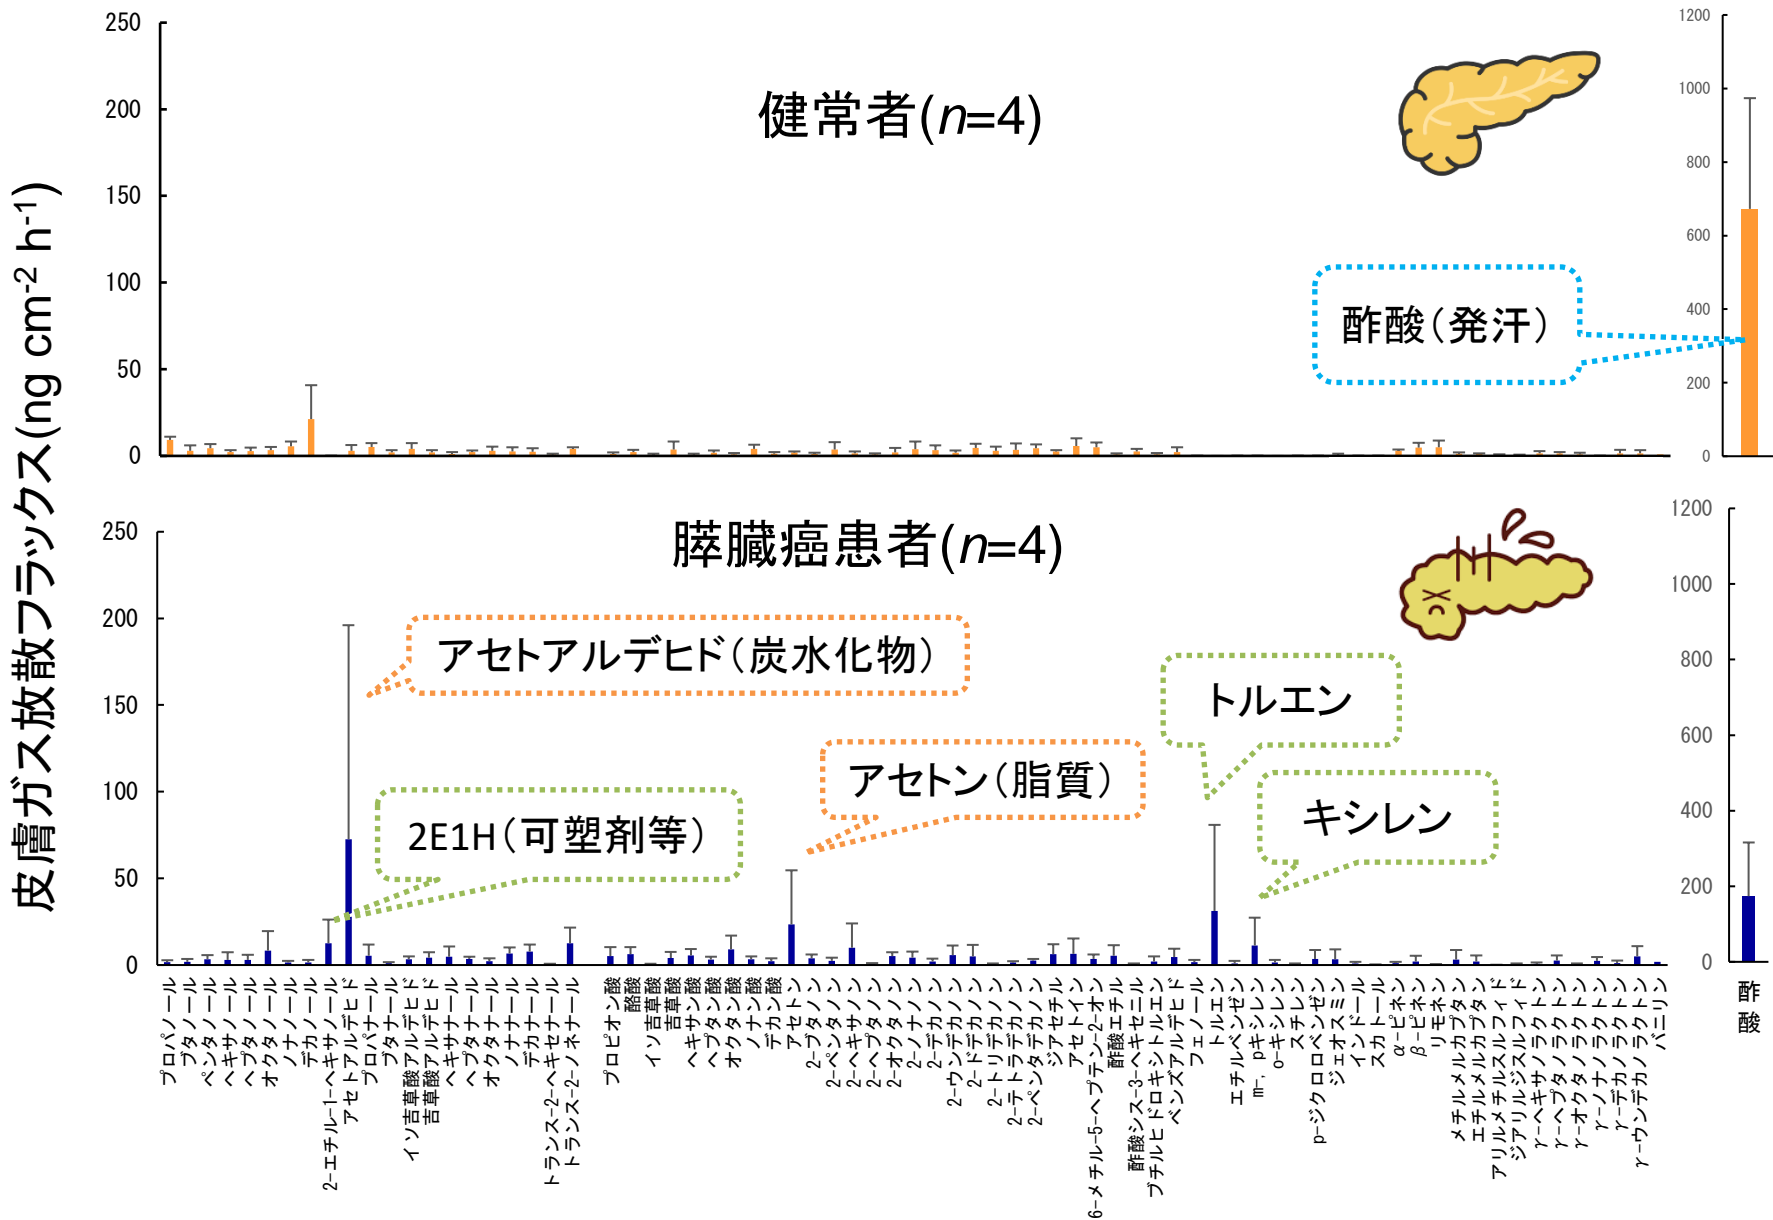 皮膚ガス放散フラックス(ng cm-2 h-1)
250
200
150
100
50
0
健常者(n=4)
酢酸（発汗）
1200
1000
800
600
400
200
0
250
200
150
100
50
0
膵臓癌患者(n=4)
アセトアルデヒド（炭水化物）
2E1H（可塑剤等）
アセトン（脂質）
トルエン
キシレン
1200
1000
800
600
400
200
0
プロパノール
ブタノール
ペンタノール
ヘキサノール
ヘプタノール
オクタノール
ノナノール
デカノール
2-エチル-1-ヘキサノール
アセトアルデヒド
プロパナール
ブタナール
イソ吉草酸アルデヒド
吉草酸アルデヒド
ヘキサナール
ヘプタナール
オクタナール
ノナナール
デカナール
トランス-2-ヘキセナール
トランス-2-ノネナール
プロピオン酸
酪酸
イソ吉草酸
吉草酸
ヘキサン酸
ヘプタン酸
オクタン酸
ノナン酸
デカン酸
アセトン
2-ブタノン
2-ペンタノン
2-ヘキサノン
2-ヘプタノン
2-オクタノン
2-ノナノン
2-デカノン
2-ウンデカノン
2-ドデカノン
2-トリデカノン
2-テトラデカノン
2-ペンタデカノン
ジアセチル
アセトイン
6-メチル-5-ヘプテン-2-オン
酢酸エチル
酢酸シス-3-ヘキセニル
ブチルヒドロキシトルエン
ベンズアルデヒド
フェノール
トルエン
エチルベンゼン
m-, pキシレン
o-キシレン
スチレン
p-ジクロロベンゼン
ジェオスミン
インドール
スカトール
α-ピネン
β-ピネン
リモネン
メチルメルカプタン
エチルメルカプタン
アリルメチルスルフィド
ジアリルジスルフィド
γ-ヘキサノラクトン
γ-ヘプタノラクトン
γ-オクタノラクトン
γ-ノナノラクトン
γ-デカノラクトン
γ-ウンデカノラクトン
バニリン
酢酸